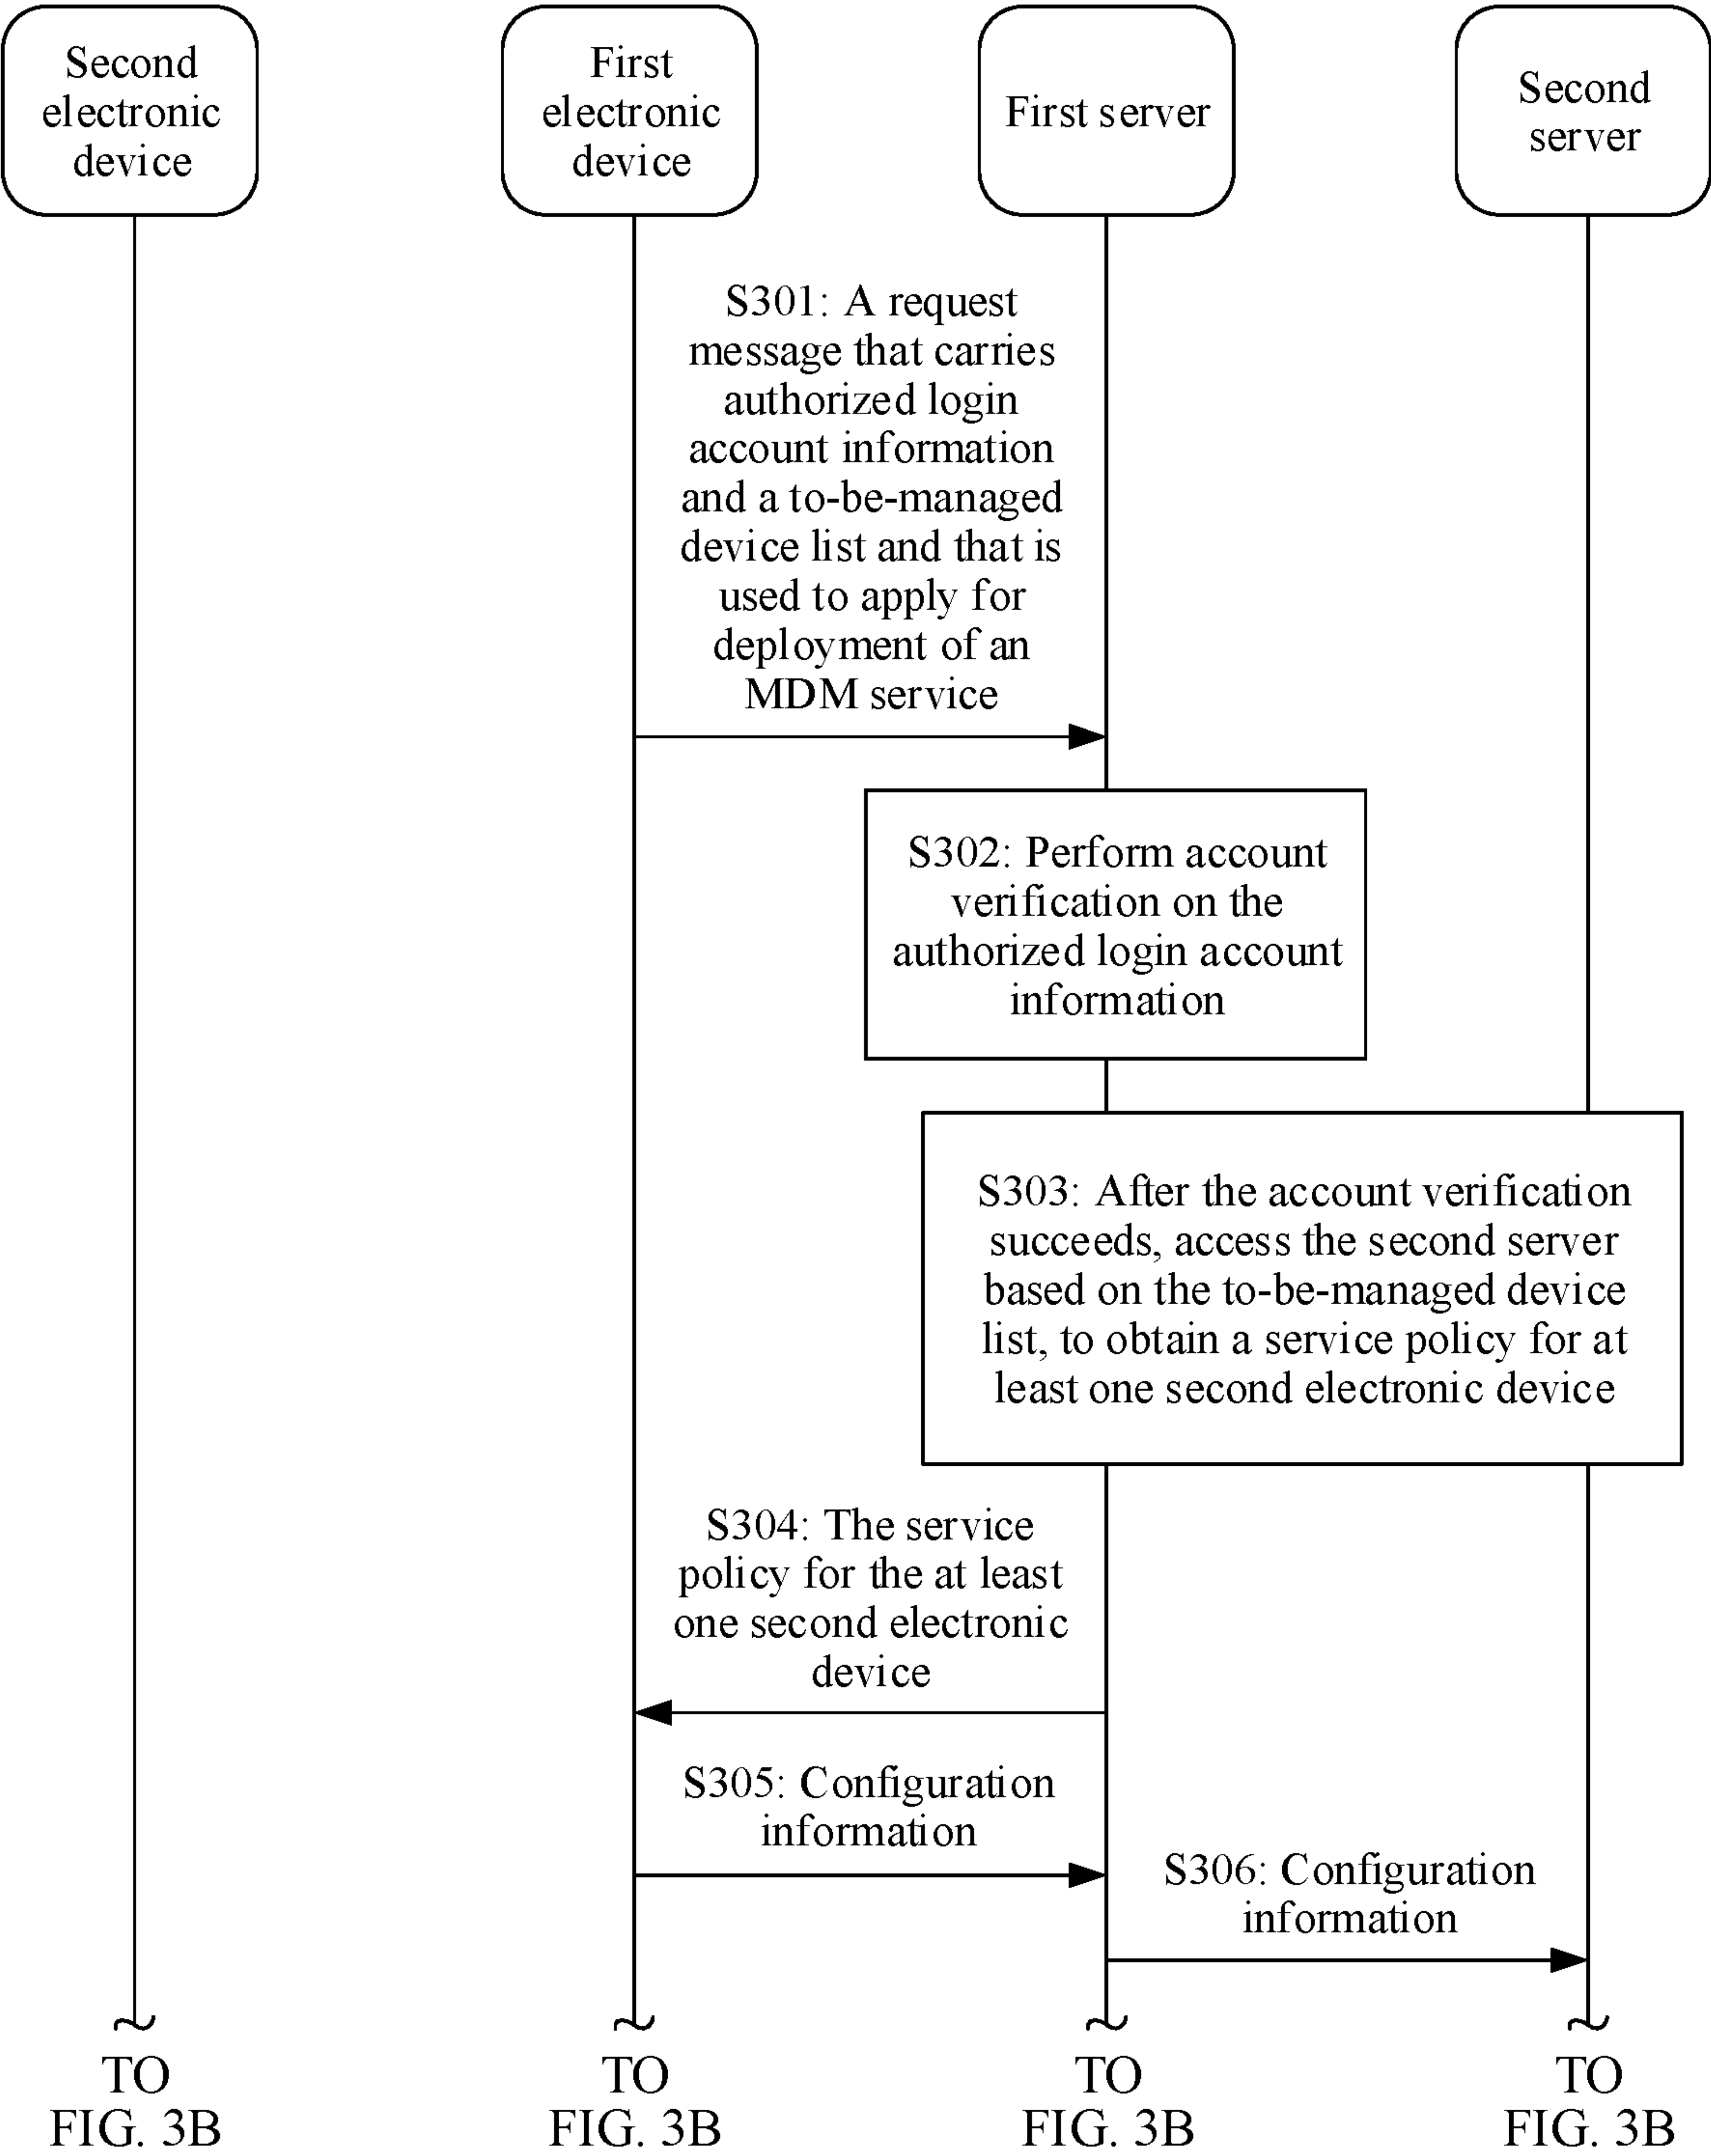 Second
electronic
device
First
electronic
device
First server
Second
server
S301: A request
message that carries
authorized login
account information
and a to-be-managed
device list and that is
used to apply for
deployment of an
MDM service
S302: Perform account
verification on the
authorized login account
information
S303: After the account verification
succeeds, access the second server
based on the to-be-managed device
list, to obtain a service policy for at
least one second electronic device
S304: The service
policy for the at least
one second electronic
device
S305: Configuration
information
S306: Configuration
information
TO
FIG. 3B
TO
FIG. 3B
TO
FIG. 3B
TO
FIG. 3B